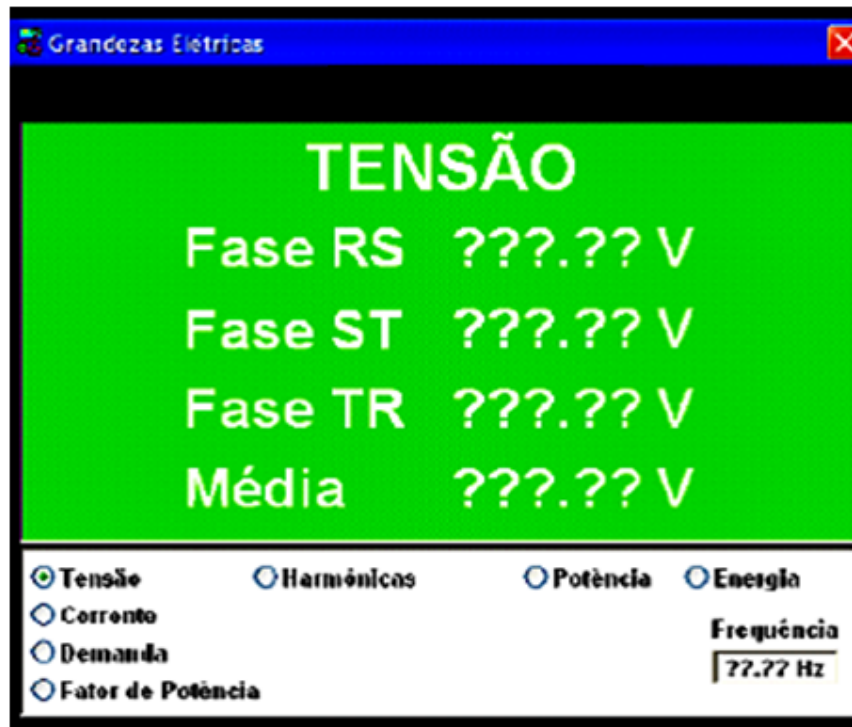 Grandezas Elétricas
TENSÃO
Fase RS ???.?? V
Fase ST ???.?? V
Fase TR ???.?? V
Média ???.?? V
Tensão Harmônicas Potência Energia
Corrente
Demanda
Fator de Potência
Frequência
??.?? Hz